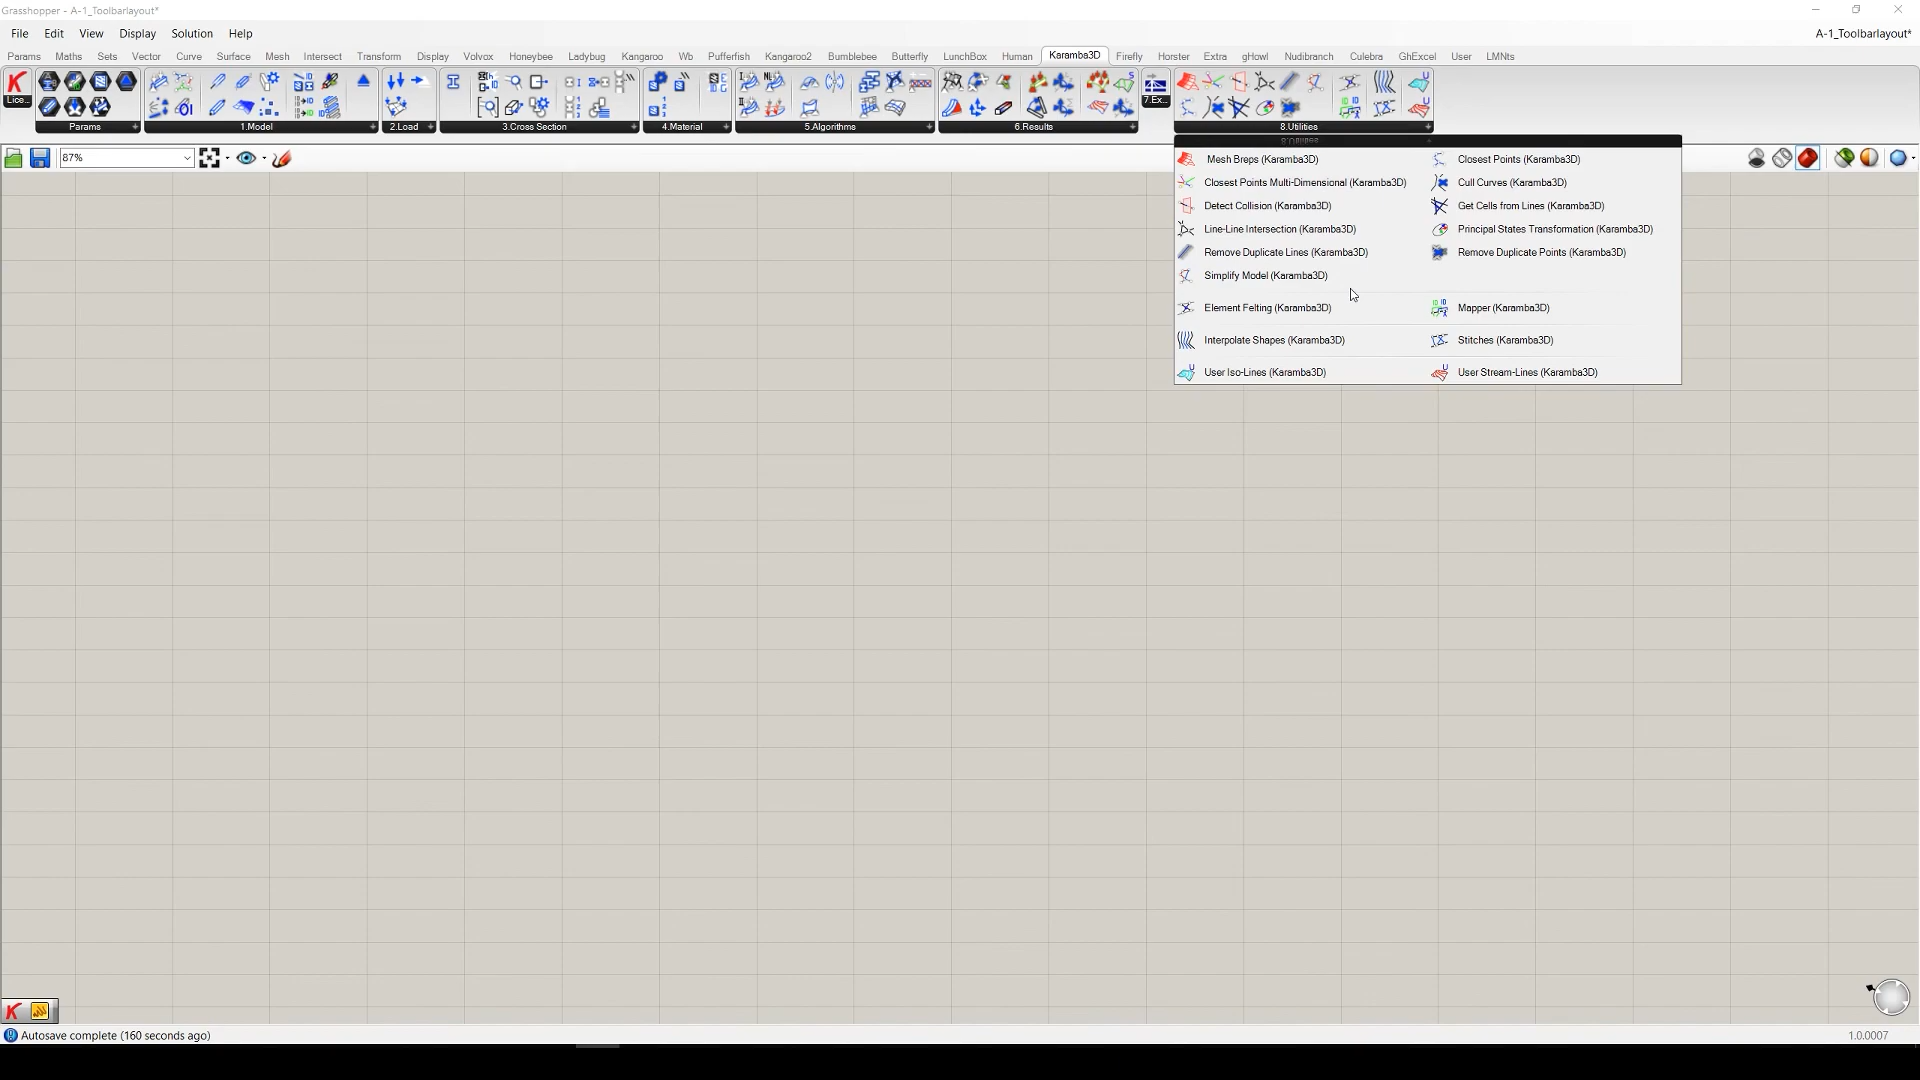 Grasshopper - A-1_Toolbarlayout*
File Edit View Display Solution Help A-1_Toolbarlayout*
Params Maths Sets Vector Curve Surface Mesh Intersect Transform Display Volvox Honeybee Ladybug Kangaroo Wb Pufferfish Kangaroo2 Bumblebee Butterfly LunchBox Human Karamba3D Firefly Horster Extra gHowl Nudibranch Culebra GhExcel User LMNts
Lice... 7.Ex...
Params 1.Model 2.Load 3.Cross Section 4.Material 5.Algorithms 6.Results 8.Utilities
87%
Mesh Breps (Karamba3D) Closest Points (Karamba3D)
Closest Points Multi-Dimensional (Karamba3D) Cull Curves (Karamba3D)
Detect Collision (Karamba3D) Get Cells from Lines (Karamba3D)
Line-Line Intersection (Karamba3D) Principal States Transformation (Karamba3D)
Remove Duplicate Lines (Karamba3D) Remove Duplicate Points (Karamba3D)
Simplify Model (Karamba3D)
Element Felting (Karamba3D) Mapper (Karamba3D)
Interpolate Shapes (Karamba3D) Stitches (Karamba3D)
User Iso-Lines (Karamba3D) User Stream-Lines (Karamba3D)
Autosave complete (160 seconds ago) 1.0.0007